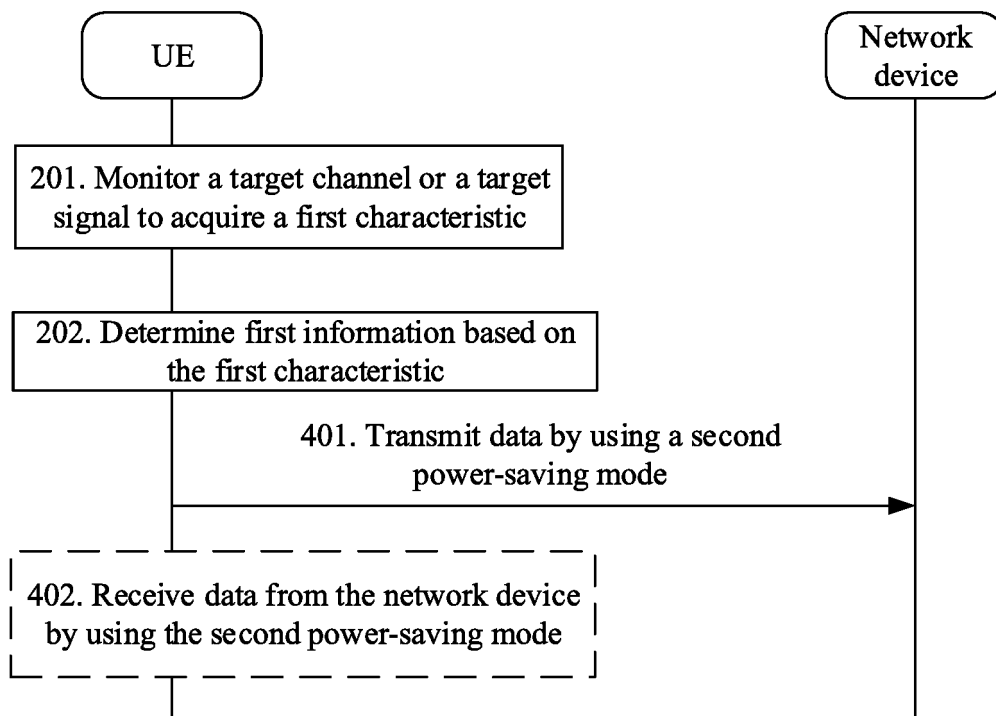 UE
Network
device
201. Monitor a target channel or a target
signal to acquire a first characteristic
202. Determine first information based on
the first characteristic
401. Transmit data by using a second
power-saving mode
402. Receive data from the network device
by using the second power-saving mode